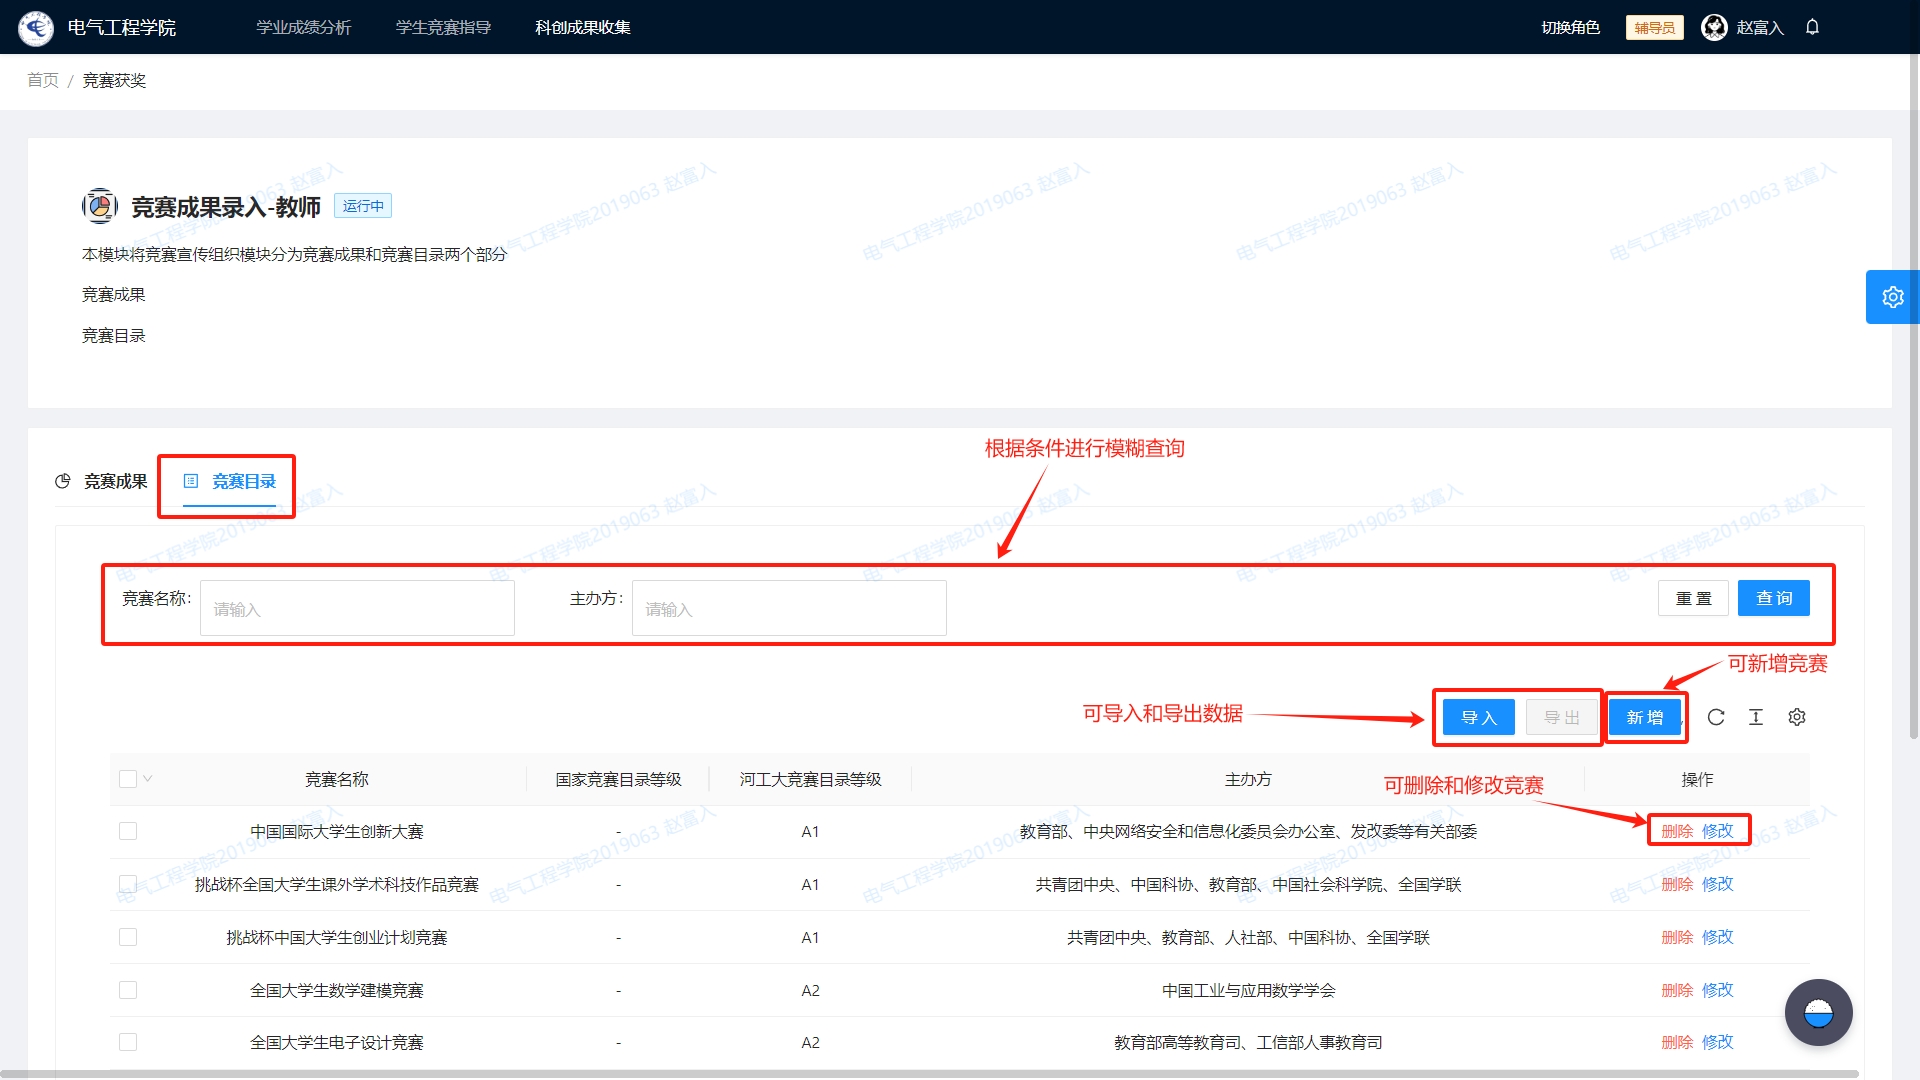 电气工程学院 学业成绩分析 学生竞赛指导 科创成果收集 切换角色 辅导员 赵富入
首页 / 竞赛获奖
竞赛成果录入-教师 运行中
本模块将竞赛宣传组织模块分为竞赛成果和竞赛目录两个部分
竞赛成果
竞赛目录
电气工程学院2019063 赵富入
根据条件进行模糊查询
竞赛成果 竞赛目录
竞赛名称: 请输入 主办方: 请输入 重 置 查 询
可新增竞赛
可导入和导出数据 导 入 导 出 新 增
竞赛名称 国家竞赛目录等级 河工大竞赛目录等级 主办方 操作
可删除和修改竞赛
中国国际大学生创新大赛 - A1 教育部、中央网络安全和信息化委员会办公室、发改委等有关部委 删除 修改
挑战杯全国大学生课外学术科技作品竞赛 - A1 共青团中央、中国科协、教育部、中国社会科学院、全国学联 删除 修改
挑战杯中国大学生创业计划竞赛 - A1 共青团中央、教育部、人社部、中国科协、全国学联 删除 修改
全国大学生数学建模竞赛 - A2 中国工业与应用数学学会 删除 修改
全国大学生电子设计竞赛 - A2 教育部高等教育司、工信部人事教育司 删除 修改